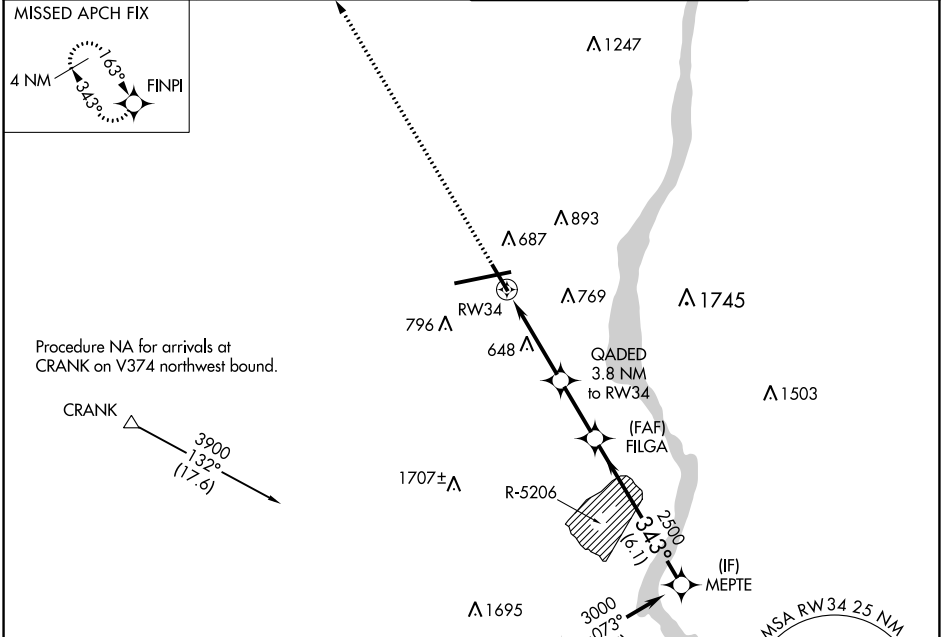 MISSED APCH FIX
4 NM
163°
343°
FINPI
1247
893
687
769
RW34
1745
796
648
QADED
3.8 NM
to RW34
Procedure NA for arrivals at
CRANK on V374 northwest bound.
1503
CRANK
(FAF)
FILGA
3900
132°
(17.6)
1707±
R-5206
2500
343°
(6.1)
(IF)
MEPTE
1695
3000
073°
MSA RW34 25 NM